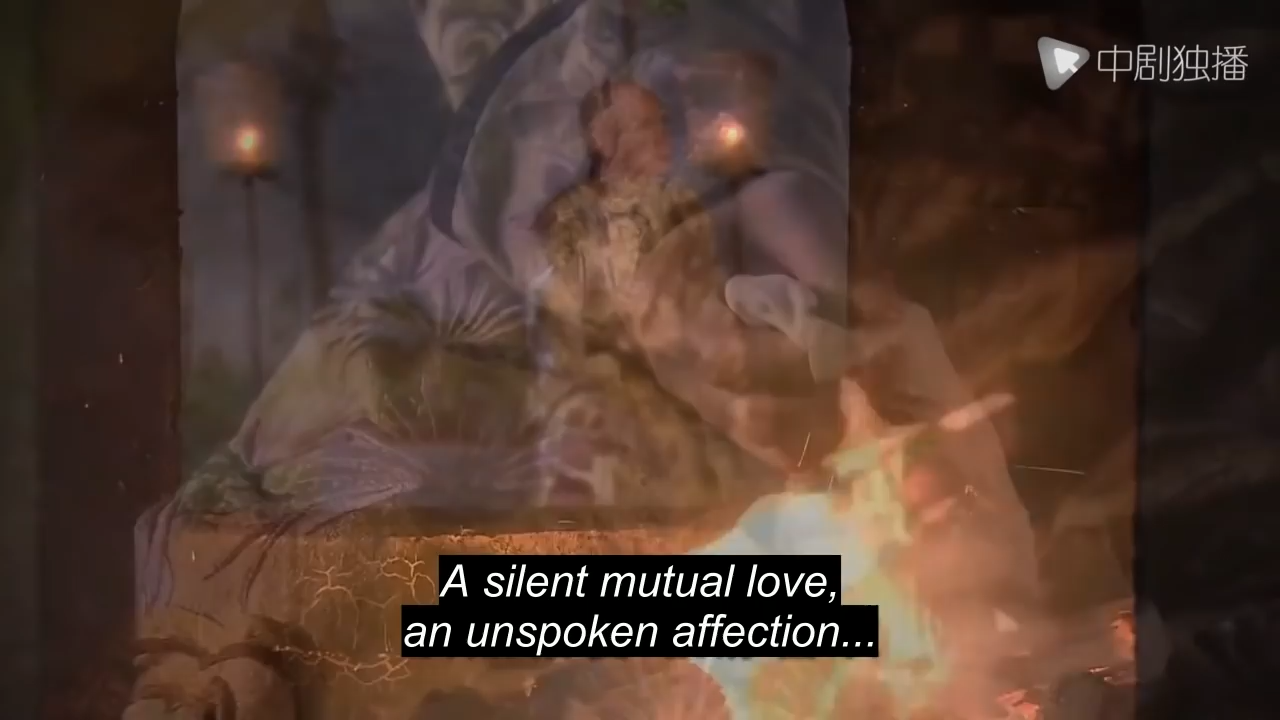 中剧独播
A silent mutual love,
an unspoken affection...